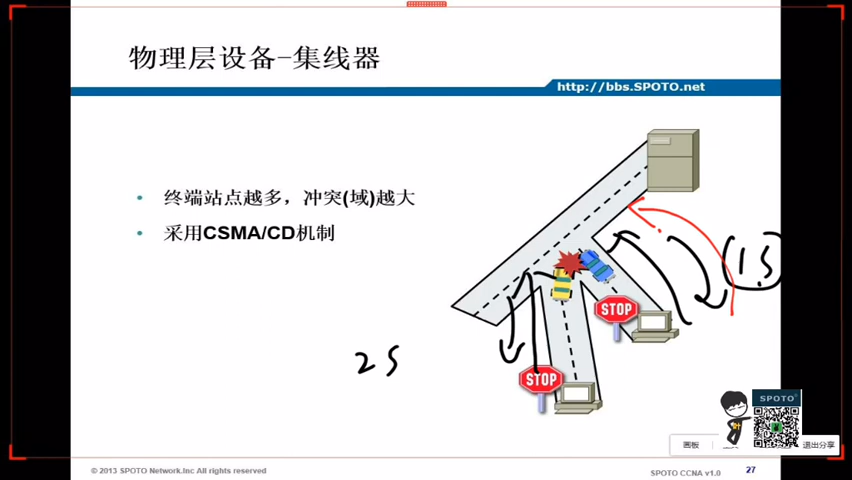 物理层设备-集线器
http://bbs.SPOTO.net
• 终端站点越多，冲突(域)越大
• 采用CSMA/CD机制
1.5
STOP
2S
STOP
SPOTO
画板
退出分享
© 2013 SPOTO Network.Inc All rights reserved
SPOTO CCNA v1.0
27